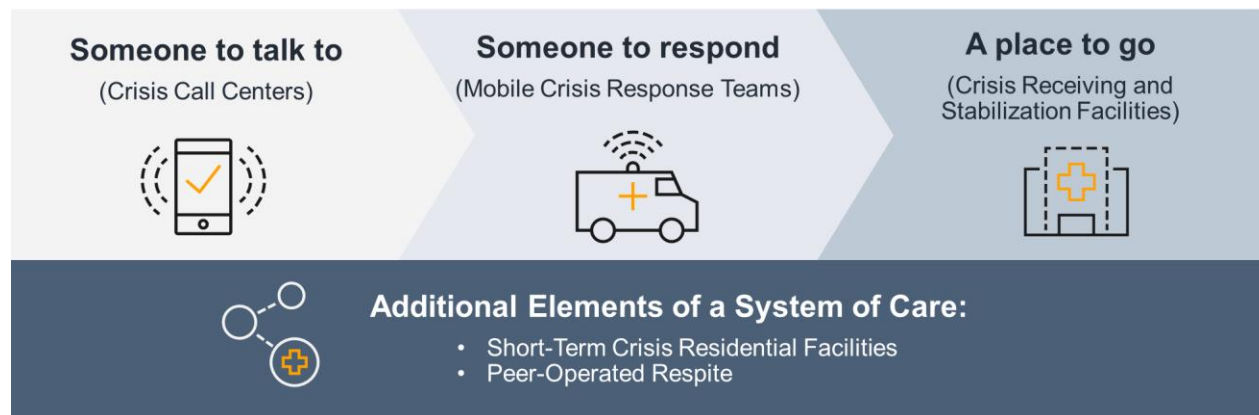 Someone to talk to
(Crisis Call Centers)
Someone to respond
(Mobile Crisis Response Teams)
A place to go
(Crisis Receiving and
Stabilization Facilities)
Additional Elements of a System of Care:
• Short-Term Crisis Residential Facilities
• Peer-Operated Respite